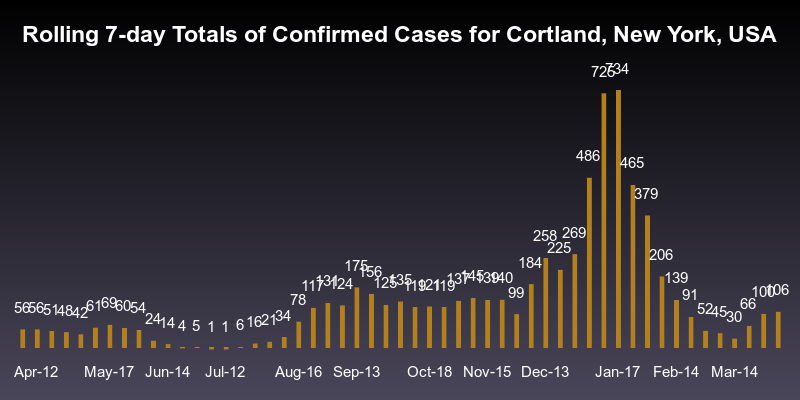 Rolling 7-day Totals of Confirmed Cases for Cortland, New York, USA
56 56 51 48 42 61 69 60 54 24 14 4 5 1 1 6 16 21 34 78 117 131 124 175 156 125 135 119 121 119 137 145 139 140 99 184 258 225 269 486 726 734 465 379 206 139 91 52 45 30 66 100 106
Apr-12 May-17 Jun-14 Jul-12 Aug-16 Sep-13 Oct-18 Nov-15 Dec-13 Jan-17 Feb-14 Mar-14